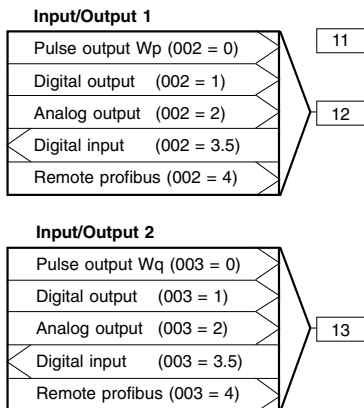 Input/Output 1
Pulse output Wp (002 = 0)
Digital output (002 = 1)
Analog output (002 = 2)
Digital input (002 = 3.5)
Remote profibus (002 = 4)
11
12
Input/Output 2
Pulse output Wq (003 = 0)
Digital output (003 = 1)
Analog output (003 = 2)
Digital input (003 = 3.5)
Remote profibus (003 = 4)
13